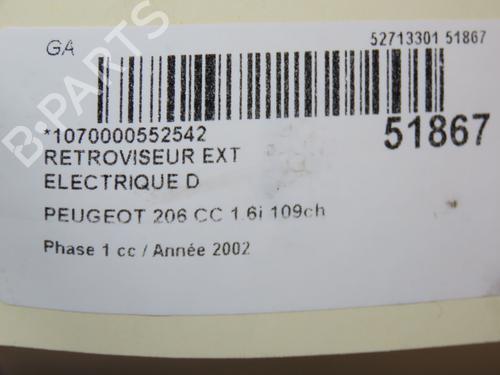 GA
52713301 51867
*1070000552542
51867
RETROVISEUR EXT
ELECTRIQUE D
PEUGEOT 206 CC 1.6i 109ch
Phase 1 cc / Année 2002
B-PARTS